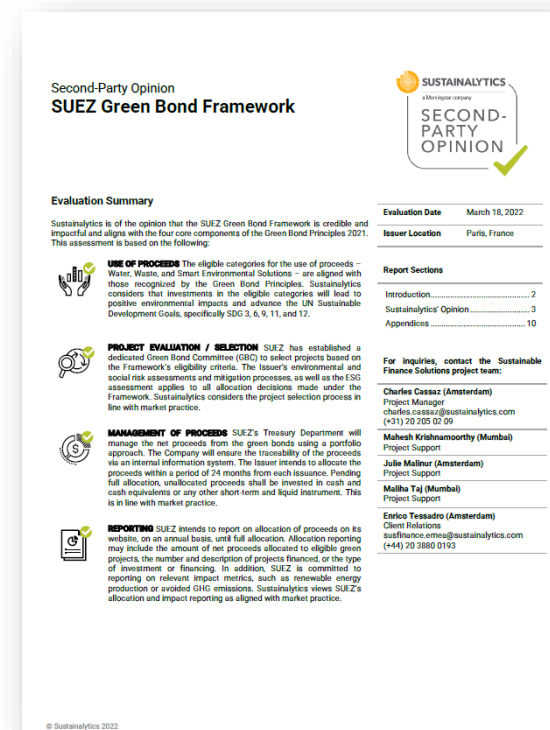 Second-Party Opinion
SUEZ Green Bond Framework
SUSTAINALYTICS
a Morningstar company
SECOND-
PARTY
OPINION
Evaluation Summary
Sustainalytics is of the opinion that the SUEZ Green Bond Framework is credible and
impactful and aligns with the four core components of the Green Bond Principles 2021.
This assessment is based on the following:
USE OF PROCEEDS The eligible categories for the use of proceeds –
Water, Waste, and Smart Environmental Solutions – are aligned with
those recognized by the Green Bond Principles. Sustainalytics
considers that investments in the eligible categories will lead to
positive environmental impacts and advance the UN Sustainable
Development Goals, specifically SDG 3, 6, 9, 11, and 12.
PROJECT EVALUATION / SELECTION SUEZ has established a
dedicated Green Bond Committee (GBC) to select projects based on
the Framework's eligibility criteria. The Issuer's environmental and
social risk assessments and mitigation processes, as well as the ESG
assessment applies to all allocation decisions made under the
Framework. Sustainalytics considers the project selection process in
line with market practice.
MANAGEMENT OF PROCEEDS SUEZ's Treasury Department will
manage the net proceeds from the green bonds using a portfolio
approach. The Company will ensure the traceability of the proceeds
via an internal information system. The Issuer intends to allocate the
proceeds within a period of 24 months from each issuance. Pending
full allocation, unallocated proceeds shall be invested in cash and
cash equivalents or any other short-term and liquid instrument. This
is in line with market practice.
REPORTING SUEZ intends to report on allocation of proceeds on its
website, on an annual basis, until full allocation. Allocation reporting
may include the amount of net proceeds allocated to eligible green
projects, the number and description of projects financed, or the type
of investment or financing. In addition, SUEZ is committed to
reporting on relevant impact metrics, such as renewable energy
production or avoided GHG emissions. Sustainalytics views SUEZ's
allocation and impact reporting as aligned with market practice.
Evaluation Date March 18, 2022
Issuer Location Paris, France
Report Sections
Introduction.................................... 2
Sustainalytics' Opinion.................... 3
Appendices.................................... 10
For inquiries, contact the Sustainable
Finance Solutions project team:
Charles Cassaz (Amsterdam)
Project Manager
charles.cassaz@sustainalytics.com
(+31) 20 205 02 09
Mahesh Krishnamoorthy (Mumbai)
Project Support
Julie Malinur (Amsterdam)
Project Support
Maliha Taj (Mumbai)
Project Support
Enrico Tessadro (Amsterdam)
Client Relations
susfinance.emea@sustainalytics.com
(+44) 20 3880 0193
© Sustainalytics 2022